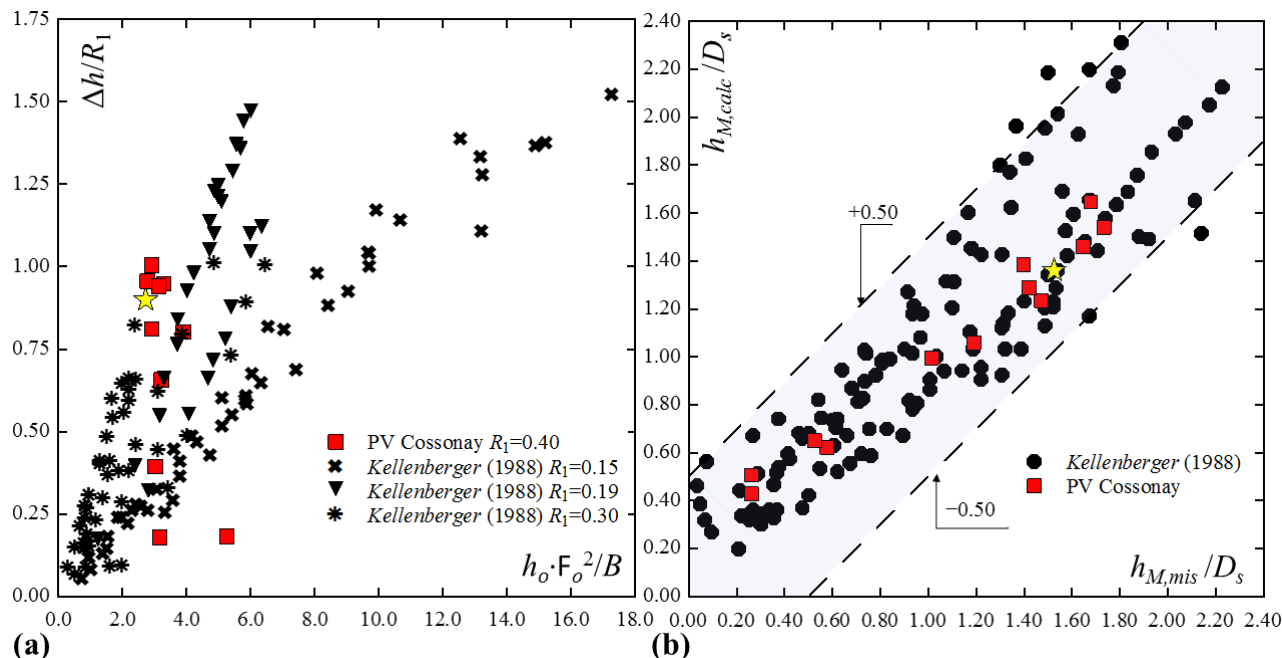 1.75
1.50
1.25
1.00
0.75
0.50
0.25
0.00
Δh/R₁
0.0 2.0 4.0 6.0 8.0 10.0 12.0 14.0 16.0 18.0
hₒ·Fₒ²/B
PV Cossonay R₁=0.40
Kellenberger (1988) R₁=0.15
Kellenberger (1988) R₁=0.19
Kellenberger (1988) R₁=0.30
(a)
2.40
2.20
2.00
1.80
1.60
1.40
1.20
1.00
0.80
0.60
0.40
0.20
0.00
h_M,calc/D_s
+0.50
−0.50
Kellenberger (1988)
PV Cossonay
h_M,mis/D_s
0.00 0.20 0.40 0.60 0.80 1.00 1.20 1.40 1.60 1.80 2.00 2.20 2.40
(b)